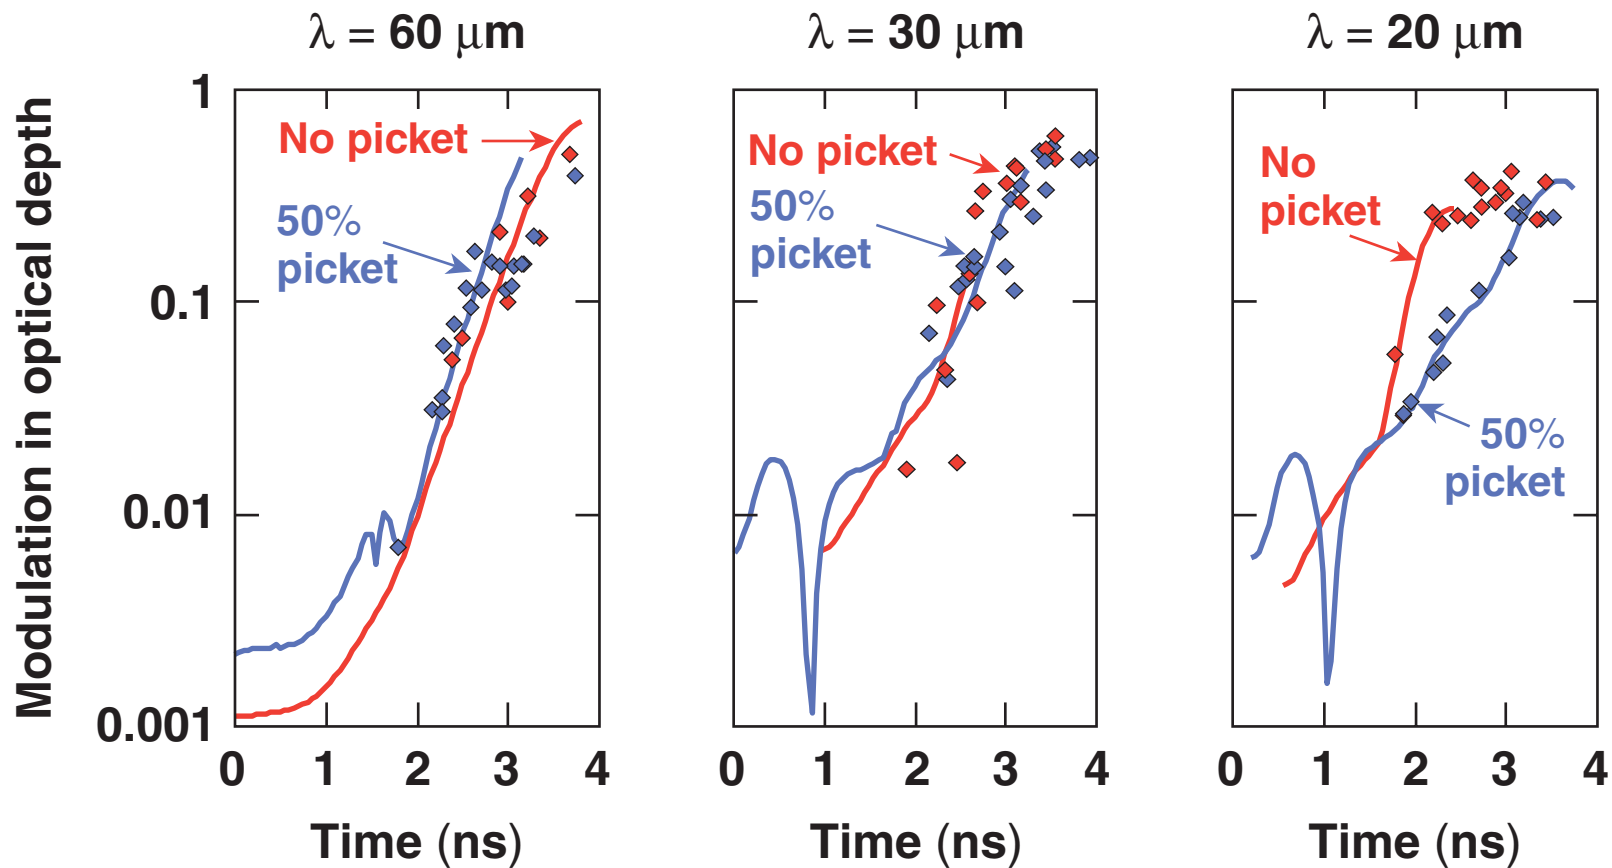 λ = 60 μm
λ = 30 μm
λ = 20 μm
Modulation in optical depth
1
0.1
0.01
0.001
No picket
50%
picket
0 1 2 3 4
Time (ns)
No picket
50%
picket
0 1 2 3 4
Time (ns)
No
picket
50%
picket
0 1 2 3 4
Time (ns)